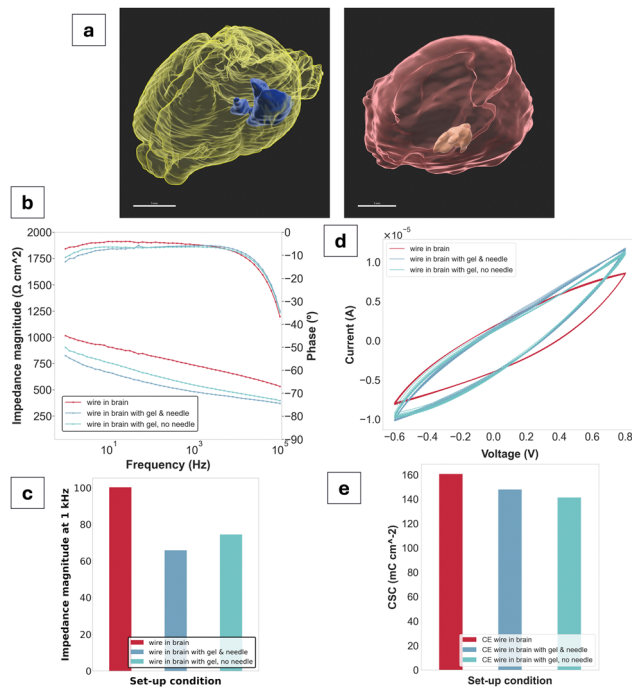 a
b
2000
1750
1500
1250
1000
750
500
250
Impedance magnitude (Ω cm^2)
0
−10
−20
−30
−40
−50
−60
−70
−80
−90
Phase (º)
wire in brain
wire in brain with gel & needle
wire in brain with gel, no needle
10^1
10^3
10^5
Frequency (Hz)
d
×10^−5
1.0
0.5
0.0
−0.5
−1.0
Current (A)
wire in brain
wire in brain with gel & needle
wire in brain with gel, no needle
−0.6
−0.4
−0.2
0.0
0.2
0.4
0.6
0.8
Voltage (V)
c
100
80
60
40
20
0
Impedance magnitude at 1 kHz
wire in brain
wire in brain with gel & needle
wire in brain with gel, no needle
Set-up condition
e
160
140
120
100
80
60
40
20
0
CSC (mC cm^-2)
CE wire in brain
CE wire in brain with gel & needle
CE wire in brain with gel, no needle
Set-up condition